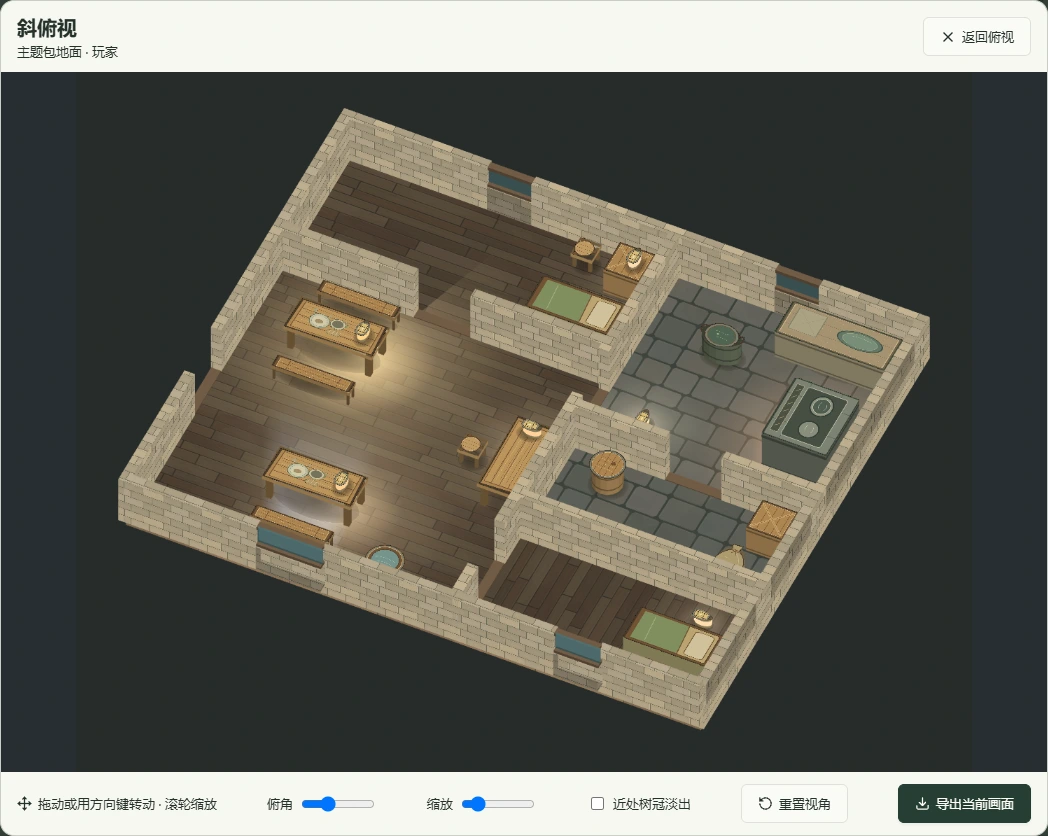 斜俯视
主题包地面 · 玩家
返回俯视
拖动或用方向键转动 · 滚轮缩放
俯角
缩放
近处树冠淡出
重置视角
导出当前画面